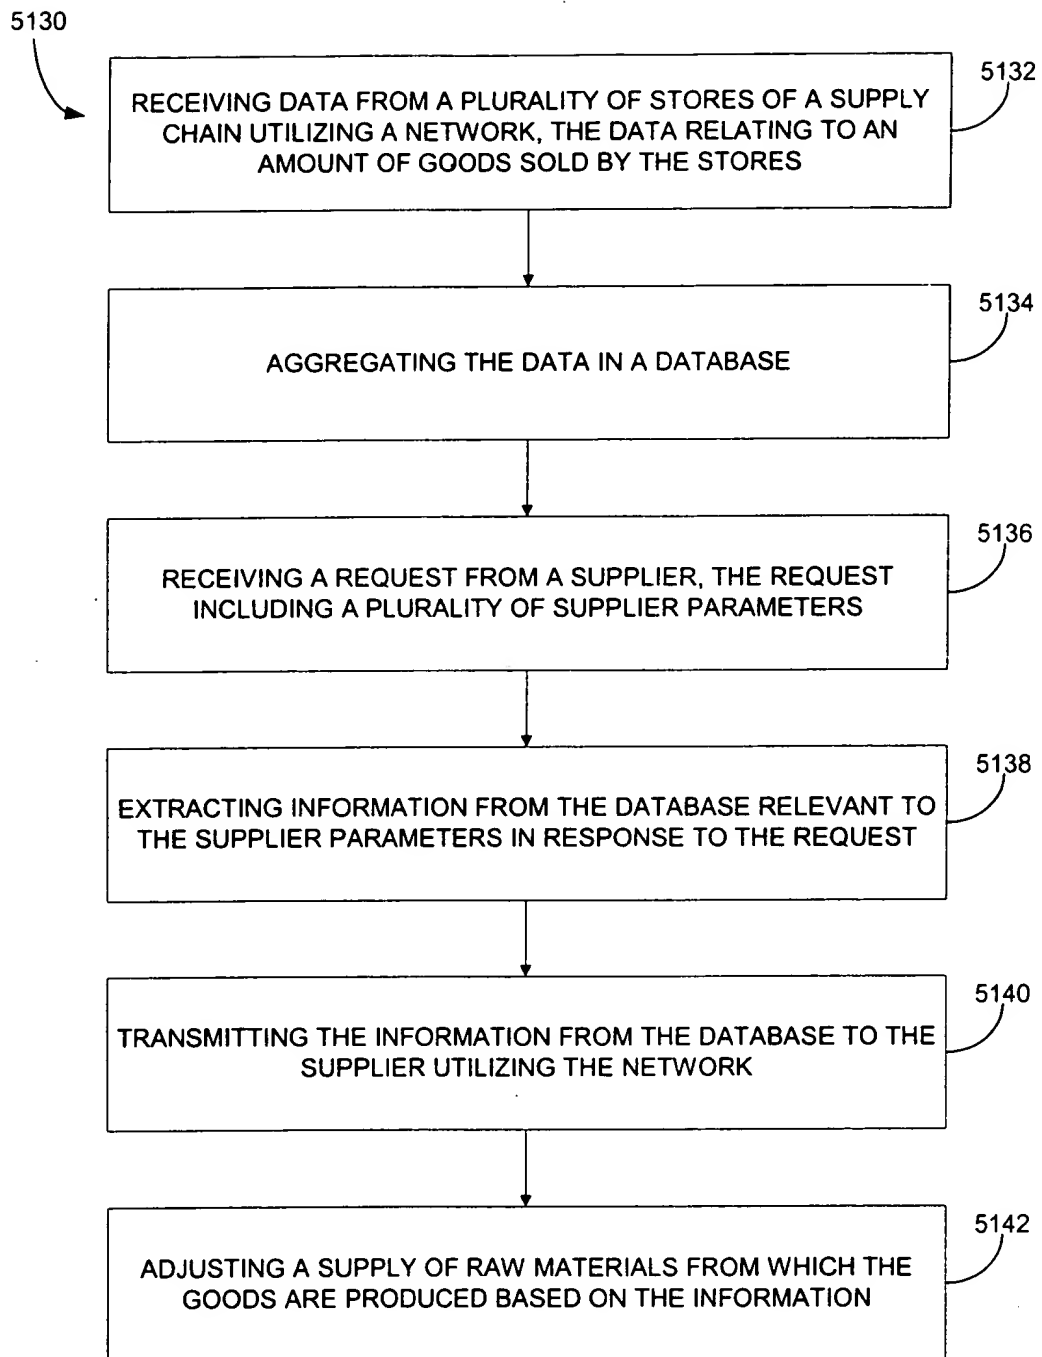 5130
5132
RECEIVING DATA FROM A PLURALITY OF STORES OF A SUPPLY
CHAIN UTILIZING A NETWORK, THE DATA RELATING TO AN
AMOUNT OF GOODS SOLD BY THE STORES
5134
AGGREGATING THE DATA IN A DATABASE
5136
RECEIVING A REQUEST FROM A SUPPLIER, THE REQUEST
INCLUDING A PLURALITY OF SUPPLIER PARAMETERS
5138
EXTRACTING INFORMATION FROM THE DATABASE RELEVANT TO
THE SUPPLIER PARAMETERS IN RESPONSE TO THE REQUEST
5140
TRANSMITTING THE INFORMATION FROM THE DATABASE TO THE
SUPPLIER UTILIZING THE NETWORK
5142
ADJUSTING A SUPPLY OF RAW MATERIALS FROM WHICH THE
GOODS ARE PRODUCED BASED ON THE INFORMATION